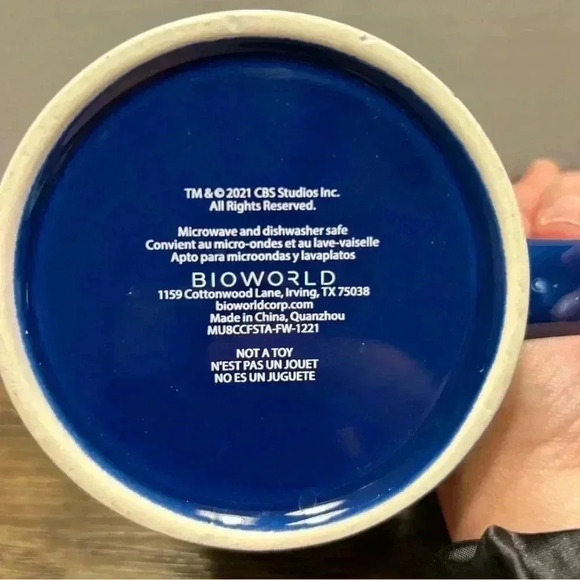 TM & © 2021 CBS Studios Inc.
All Rights Reserved.
Microwave and dishwasher safe
Convient au micro-ondes et au lave-vaiselle
Apto para microondas y lavaplatos
BIOWORLD
1159 Cottonwood Lane, Irving, TX 75038
bioworldcorp.com
Made in China, Quanzhou
MU8CCFSTA-FW-1221
NOT A TOY
N'EST PAS UN JOUET
NO ES UN JUGUETE